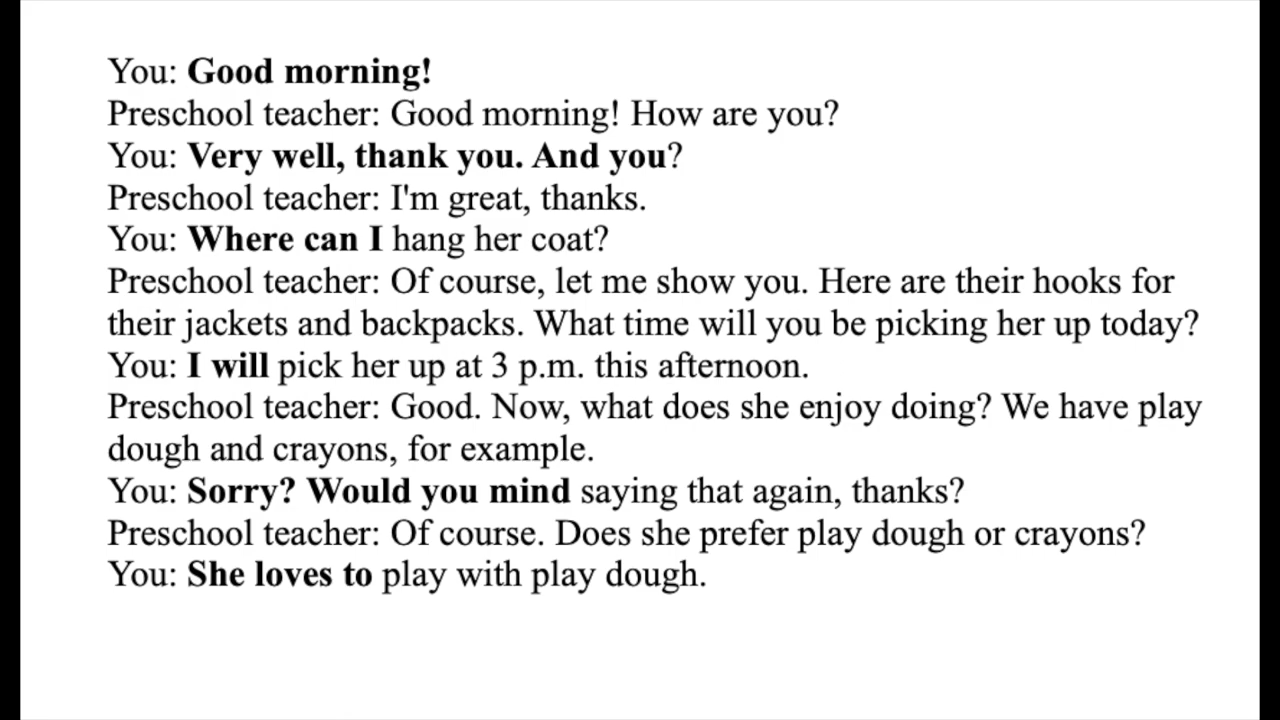 You: Good morning!
Preschool teacher: Good morning! How are you?
You: Very well, thank you. And you?
Preschool teacher: I'm great, thanks.
You: Where can I hang her coat?
Preschool teacher: Of course, let me show you. Here are their hooks for
their jackets and backpacks. What time will you be picking her up today?
You: I will pick her up at 3 p.m. this afternoon.
Preschool teacher: Good. Now, what does she enjoy doing? We have play
dough and crayons, for example.
You: Sorry? Would you mind saying that again, thanks?
Preschool teacher: Of course. Does she prefer play dough or crayons?
You: She loves to play with play dough.